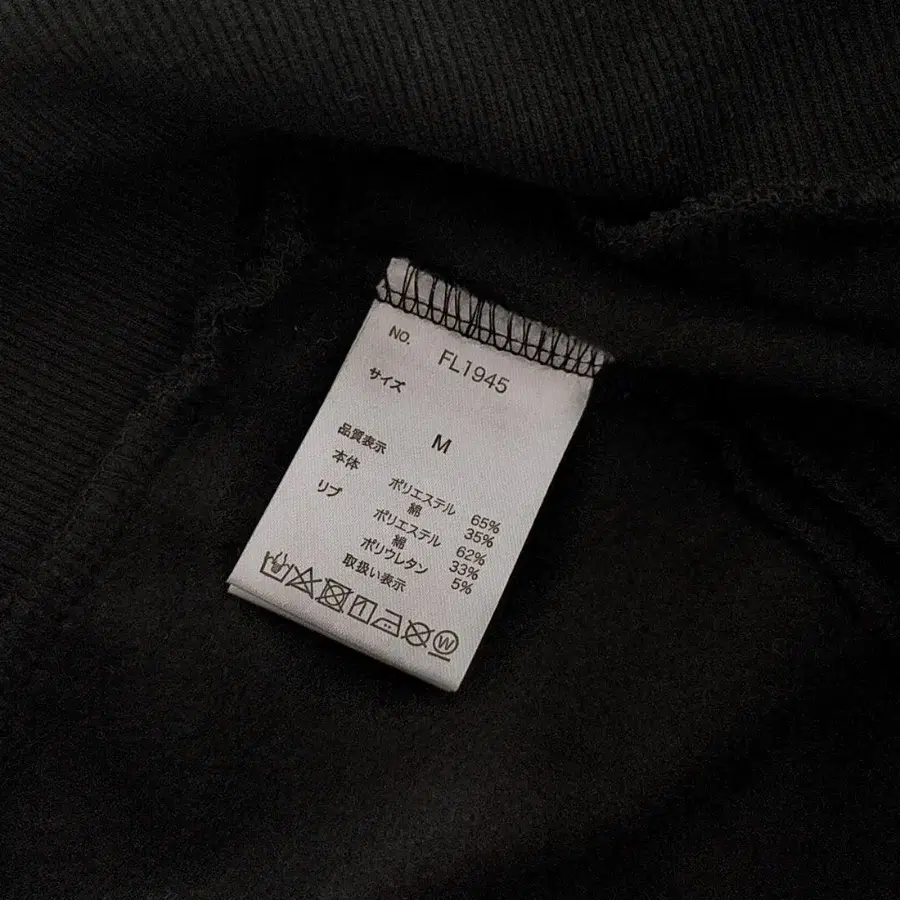 NO. FL1945
サイズ
M
品質表示
本体 ポリエステル 65%
綿 35%
リブ ポリエステル 62%
綿 33%
ポリウレタン 5%
取扱い表示
W